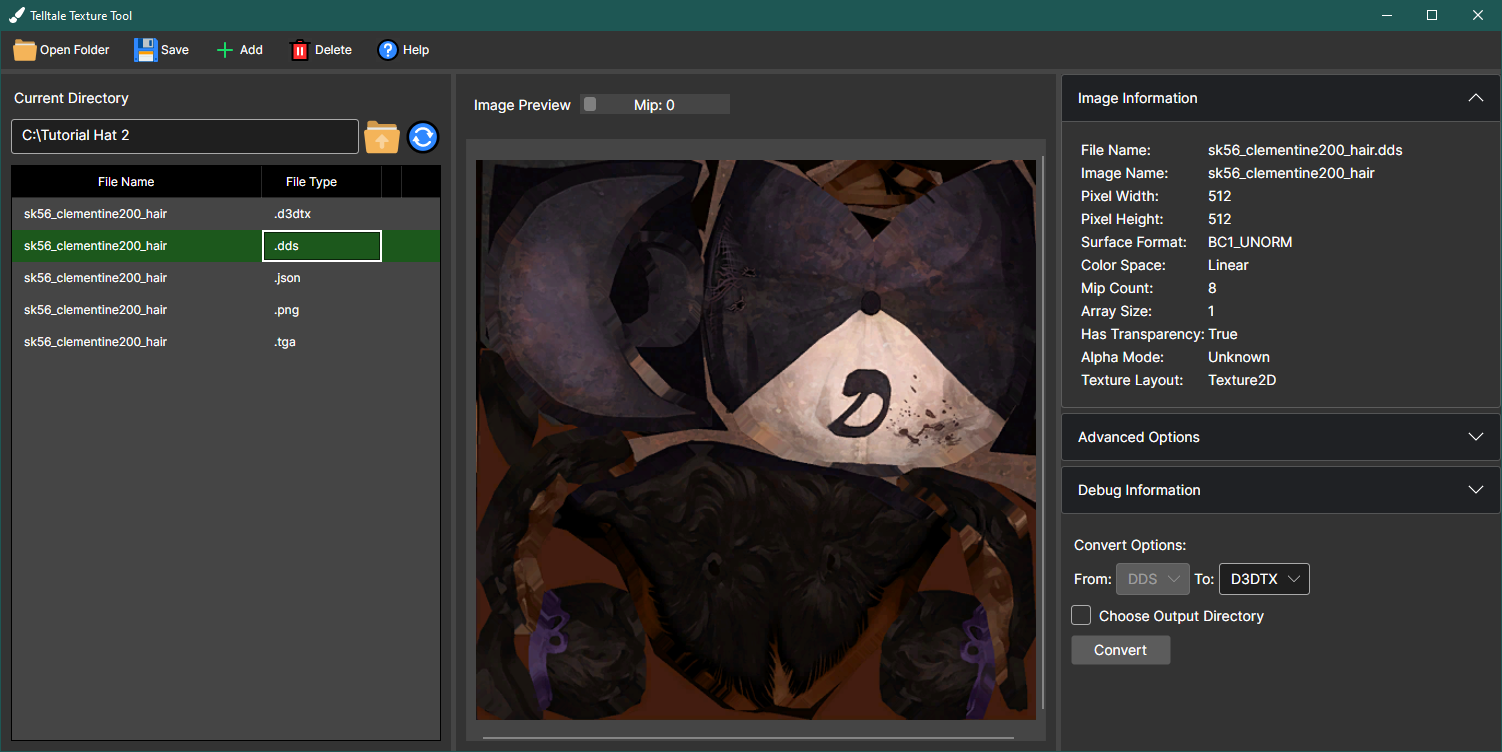 Telltale Texture Tool
Open Folder Save Add Delete Help
Current Directory
C:\Tutorial Hat 2
File Name File Type
sk56_clementine200_hair .d3dtx
sk56_clementine200_hair .dds
sk56_clementine200_hair .json
sk56_clementine200_hair .png
sk56_clementine200_hair .tga
Image Preview Mip: 0
D
Image Information
File Name: sk56_clementine200_hair.dds
Image Name: sk56_clementine200_hair
Pixel Width: 512
Pixel Height: 512
Surface Format: BC1_UNORM
Color Space: Linear
Mip Count: 8
Array Size: 1
Has Transparency: True
Alpha Mode: Unknown
Texture Layout: Texture2D
Advanced Options
Debug Information
Convert Options:
From: DDS To: D3DTX
Choose Output Directory
Convert